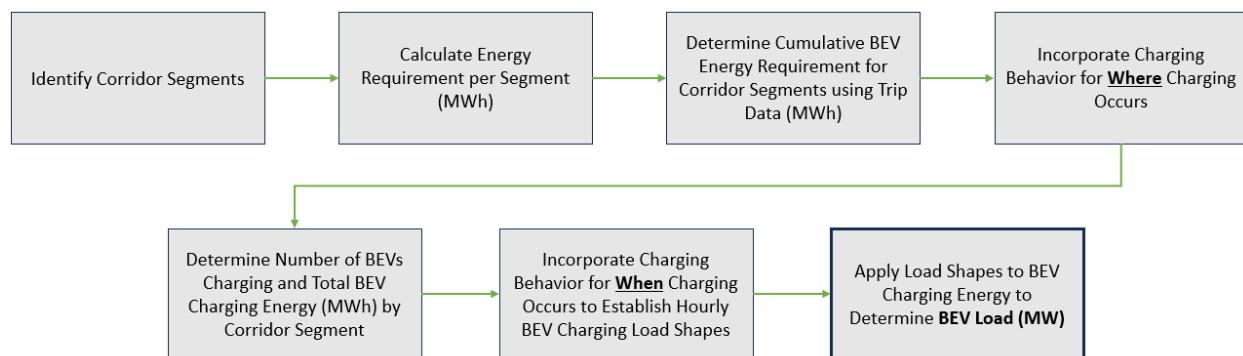 Identify Corridor Segments
Calculate Energy
Requirement per Segment
(MWh)
Determine Cumulative BEV
Energy Requirement for
Corridor Segments using Trip
Data (MWh)
Incorporate Charging
Behavior for Where Charging
Occurs
Determine Number of BEVs
Charging and Total BEV
Charging Energy (MWh) by
Corridor Segment
Incorporate Charging
Behavior for When Charging
Occurs to Establish Hourly
BEV Charging Load Shapes
Apply Load Shapes to BEV
Charging Energy to
Determine BEV Load (MW)